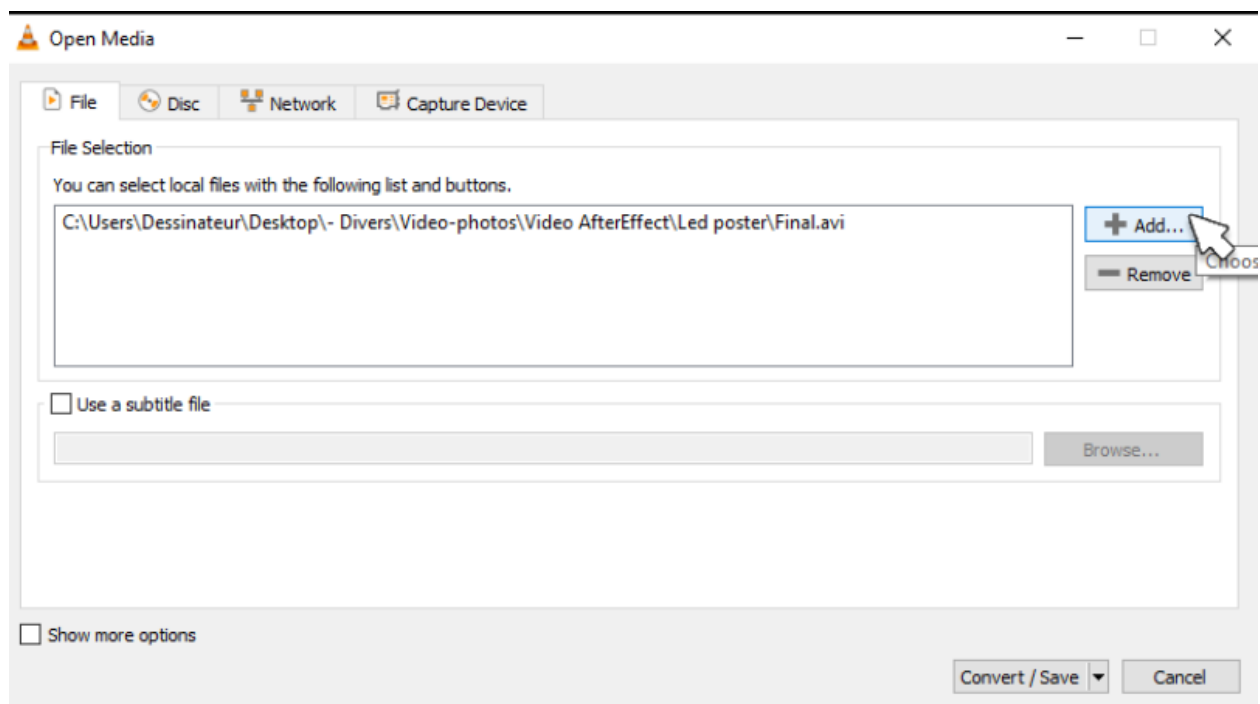 Open Media
File Disc Network Capture Device
File Selection
You can select local files with the following list and buttons.
C:\Users\Dessinateur\Desktop\- Divers\Video-photos\Video AfterEffect\Led poster\Final.avi
Add...
Remove
Use a subtitle file
Browse...
Show more options
Convert / Save Cancel